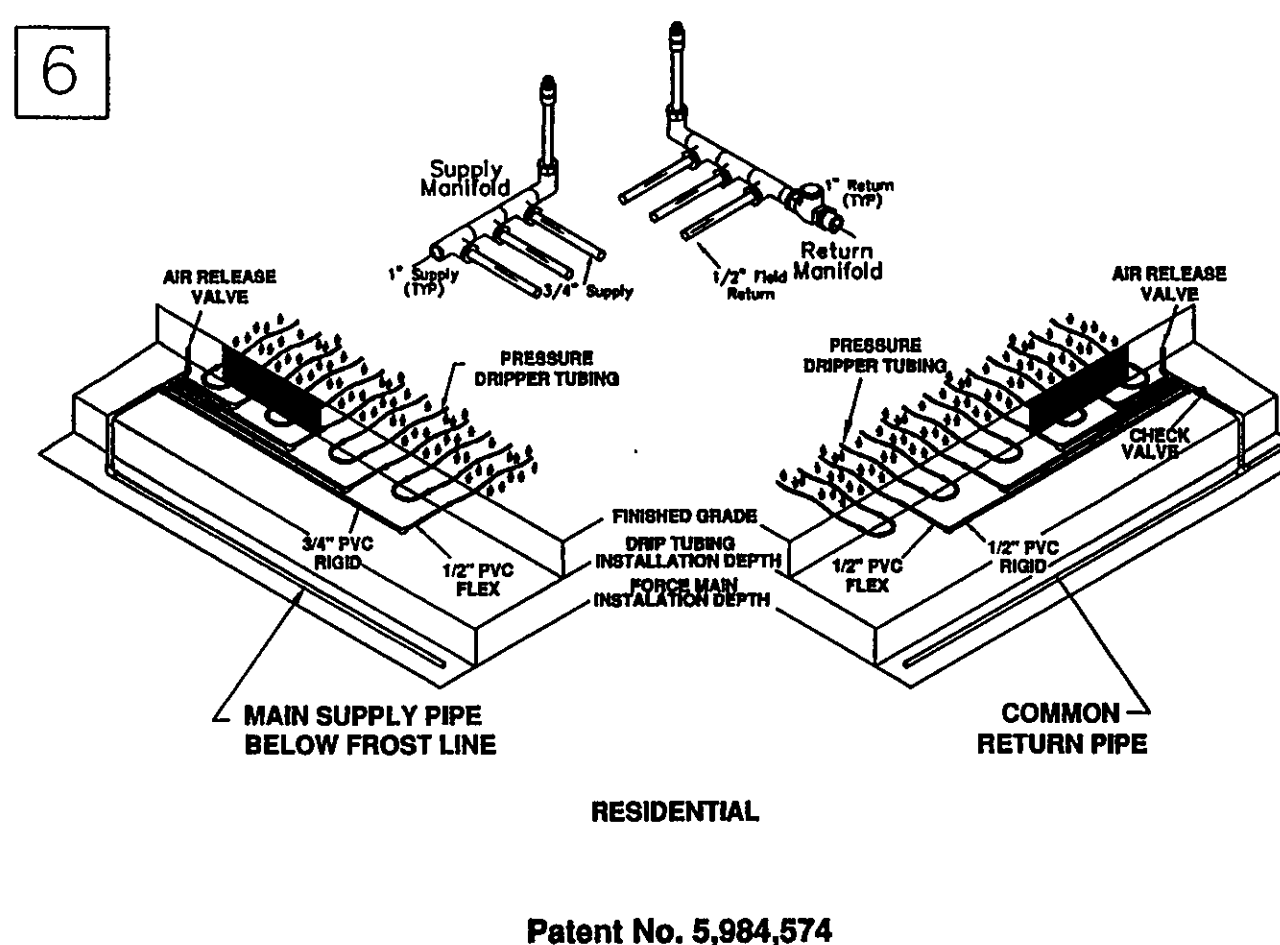 6
Supply
Manifold
1" Supply
(TYP)
3/4" Supply
1" Return
(TYP)
Return
Manifold
1/2" Field
Return
AIR RELEASE
VALVE
PRESSURE
DRIPPER TUBING
3/4" PVC
RIGID
1/2" PVC
FLEX
FINISHED GRADE
DRIP TUBING
INSTALLATION DEPTH
FORCE MAIN
INSTALATION DEPTH
PRESSURE
DRIPPER TUBING
AIR RELEASE
VALVE
CHECK
VALVE
1/2" PVC
FLEX
1/2" PVC
RIGID
MAIN SUPPLY PIPE
BELOW FROST LINE
COMMON
RETURN PIPE
RESIDENTIAL
Patent No. 5,984,574